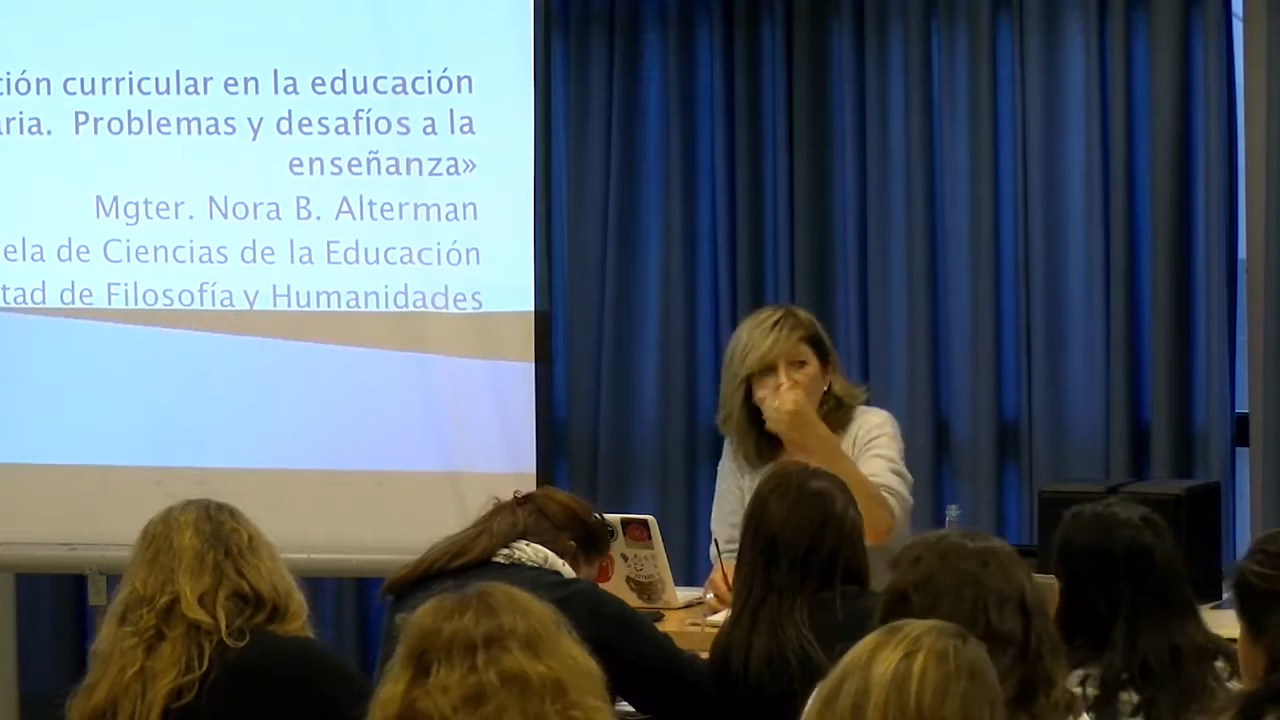 ción curricular en la educación
aria. Problemas y desafíos a la
enseñanza»
Mgter. Nora B. Alterman
ela de Ciencias de la Educación
tad de Filosofía y Humanidades